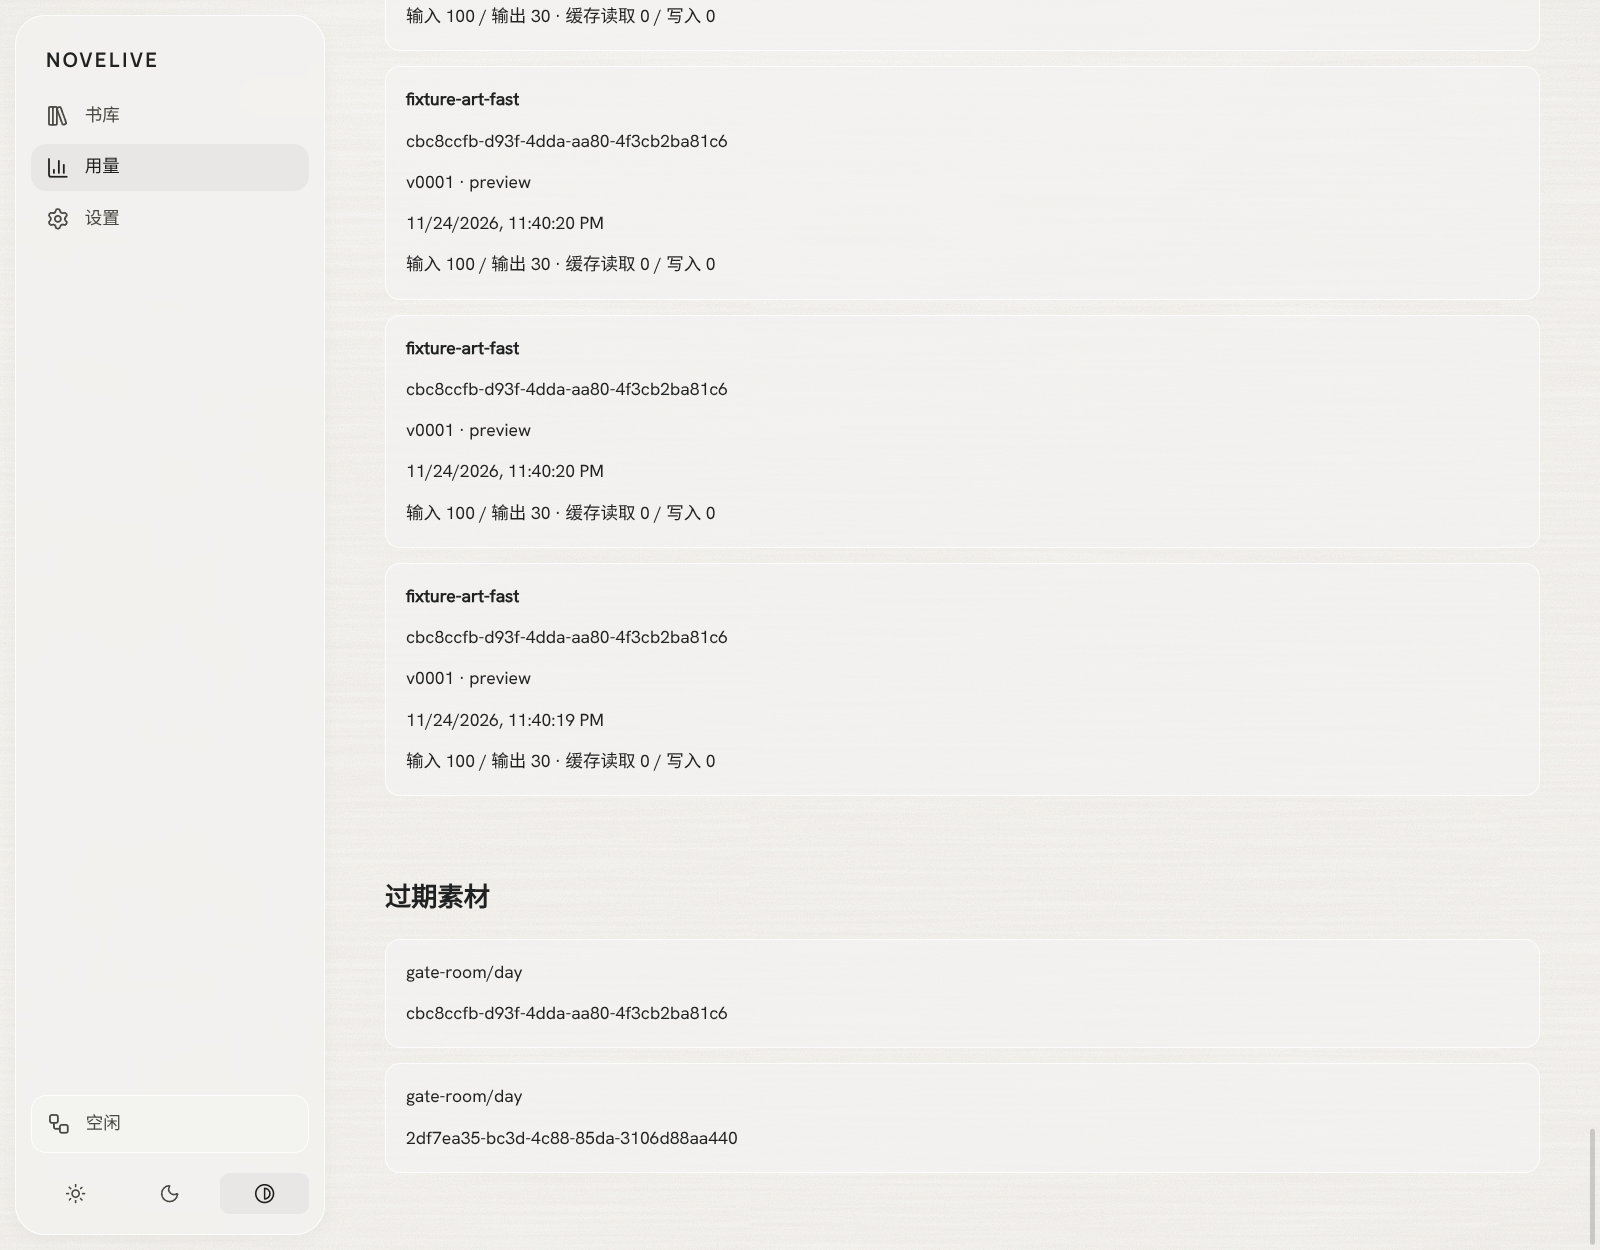 NOVELIVE
书库
用量
设置
空闲
输入 100 / 输出 30 · 缓存读取 0 / 写入 0
fixture-art-fast
cbc8ccfb-d93f-4dda-aa80-4f3cb2ba81c6
v0001 · preview
11/24/2026, 11:40:20 PM
输入 100 / 输出 30 · 缓存读取 0 / 写入 0
fixture-art-fast
cbc8ccfb-d93f-4dda-aa80-4f3cb2ba81c6
v0001 · preview
11/24/2026, 11:40:20 PM
输入 100 / 输出 30 · 缓存读取 0 / 写入 0
fixture-art-fast
cbc8ccfb-d93f-4dda-aa80-4f3cb2ba81c6
v0001 · preview
11/24/2026, 11:40:19 PM
输入 100 / 输出 30 · 缓存读取 0 / 写入 0
过期素材
gate-room/day
cbc8ccfb-d93f-4dda-aa80-4f3cb2ba81c6
gate-room/day
2df7ea35-bc3d-4c88-85da-3106d88aa440